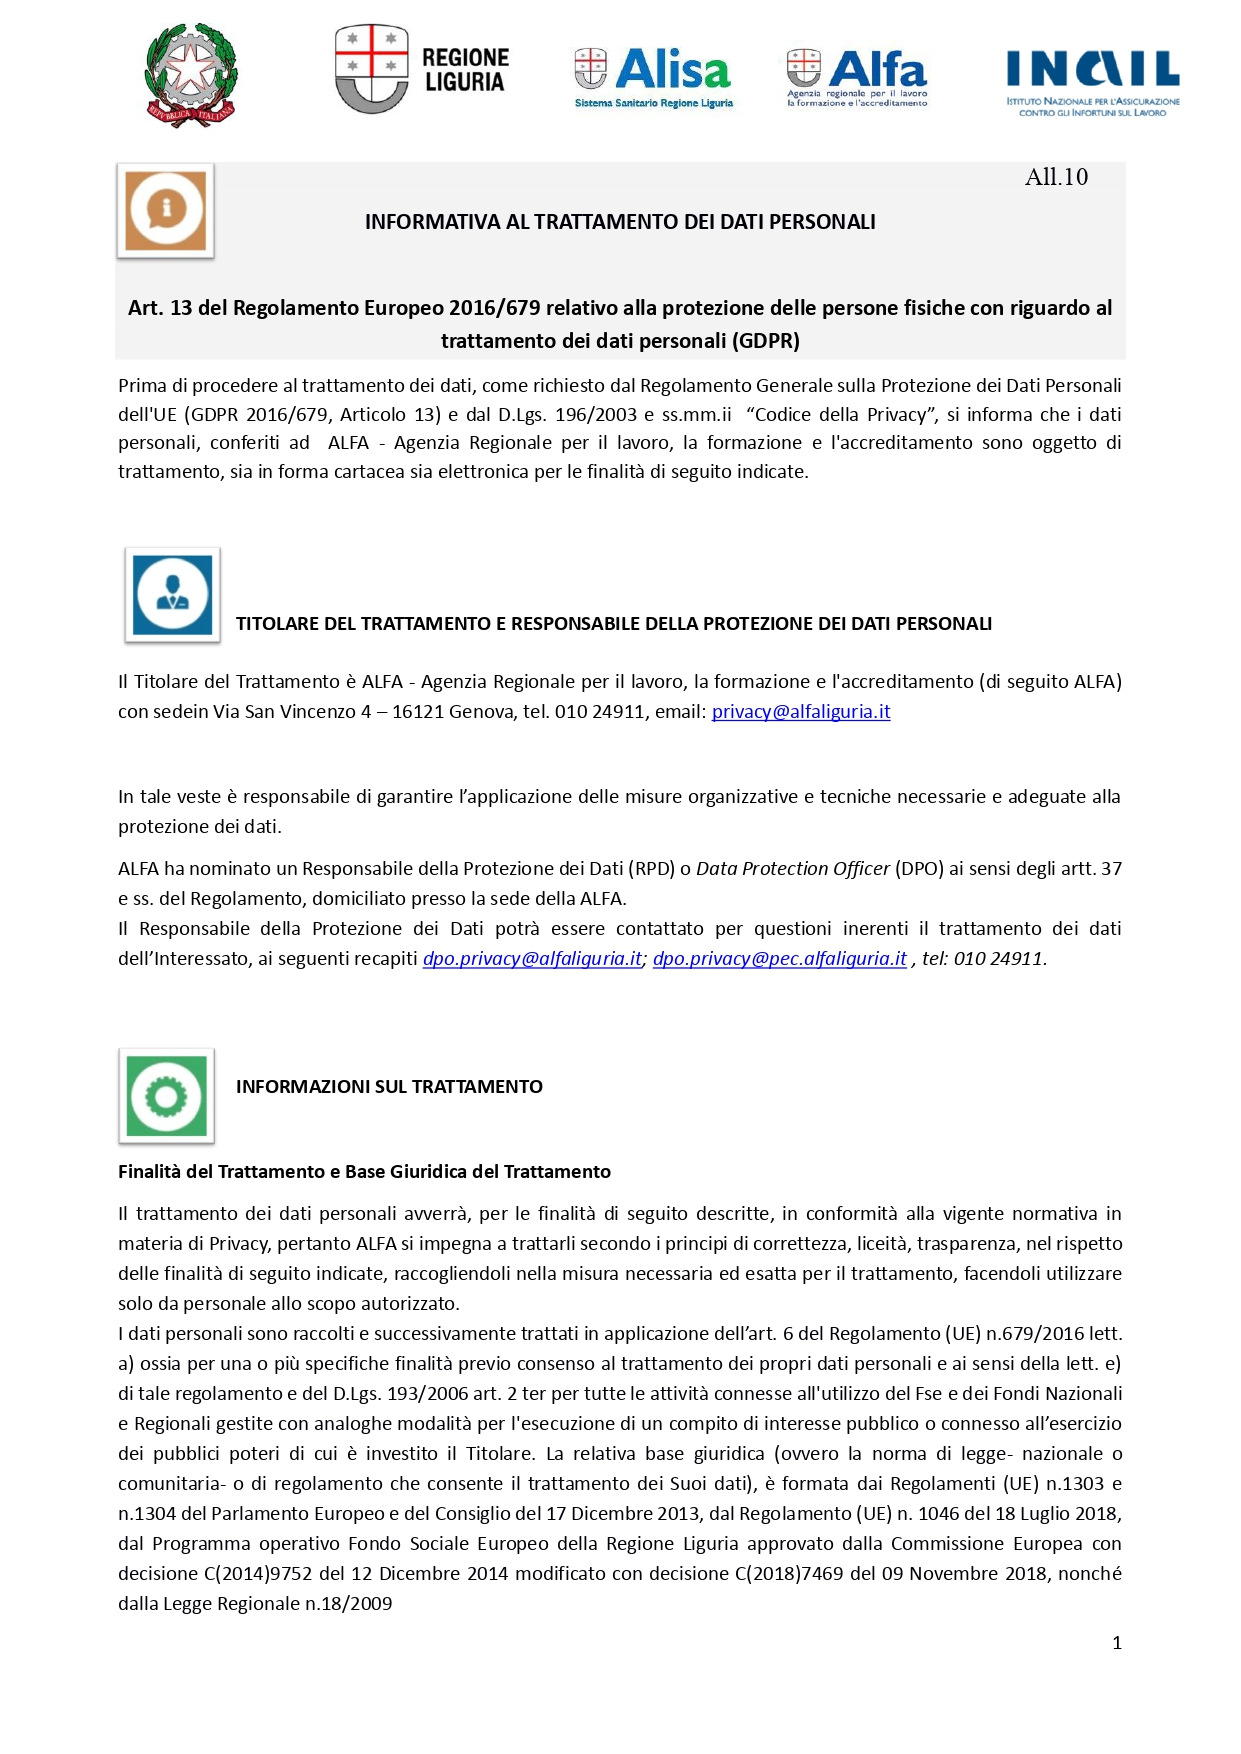 REPVBBLICA ITALIANA
REGIONE
LIGURIA
Alisa
Sistema Sanitario Regione Liguria
Alfa
Agenzia regionale per il lavoro
la formazione e l'accreditamento
INAIL
ISTITUTO NAZIONALE PER L'ASSICURAZIONE
CONTRO GLI INFORTUNI SUL LAVORO
All.10
INFORMATIVA AL TRATTAMENTO DEI DATI PERSONALI
Art. 13 del Regolamento Europeo 2016/679 relativo alla protezione delle persone fisiche con riguardo al
trattamento dei dati personali (GDPR)
Prima di procedere al trattamento dei dati, come richiesto dal Regolamento Generale sulla Protezione dei Dati Personali
dell'UE (GDPR 2016/679, Articolo 13) e dal D.Lgs. 196/2003 e ss.mm.ii “Codice della Privacy”, si informa che i dati
personali, conferiti ad ALFA - Agenzia Regionale per il lavoro, la formazione e l'accreditamento sono oggetto di
trattamento, sia in forma cartacea sia elettronica per le finalità di seguito indicate.
TITOLARE DEL TRATTAMENTO E RESPONSABILE DELLA PROTEZIONE DEI DATI PERSONALI
Il Titolare del Trattamento è ALFA - Agenzia Regionale per il lavoro, la formazione e l'accreditamento (di seguito ALFA)
con sedein Via San Vincenzo 4 – 16121 Genova, tel. 010 24911, email: privacy@alfaliguria.it
In tale veste è responsabile di garantire l’applicazione delle misure organizzative e tecniche necessarie e adeguate alla
protezione dei dati.
ALFA ha nominato un Responsabile della Protezione dei Dati (RPD) o Data Protection Officer (DPO) ai sensi degli artt. 37
e ss. del Regolamento, domiciliato presso la sede della ALFA.
Il Responsabile della Protezione dei Dati potrà essere contattato per questioni inerenti il trattamento dei dati
dell’Interessato, ai seguenti recapiti dpo.privacy@alfaliguria.it; dpo.privacy@pec.alfaliguria.it , tel: 010 24911.
INFORMAZIONI SUL TRATTAMENTO
Finalità del Trattamento e Base Giuridica del Trattamento
Il trattamento dei dati personali avverrà, per le finalità di seguito descritte, in conformità alla vigente normativa in
materia di Privacy, pertanto ALFA si impegna a trattarli secondo i principi di correttezza, liceità, trasparenza, nel rispetto
delle finalità di seguito indicate, raccogliendoli nella misura necessaria ed esatta per il trattamento, facendoli utilizzare
solo da personale allo scopo autorizzato.
I dati personali sono raccolti e successivamente trattati in applicazione dell’art. 6 del Regolamento (UE) n.679/2016 lett.
a) ossia per una o più specifiche finalità previo consenso al trattamento dei propri dati personali e ai sensi della lett. e)
di tale regolamento e del D.Lgs. 193/2006 art. 2 ter per tutte le attività connesse all'utilizzo del Fse e dei Fondi Nazionali
e Regionali gestite con analoghe modalità per l'esecuzione di un compito di interesse pubblico o connesso all’esercizio
dei pubblici poteri di cui è investito il Titolare. La relativa base giuridica (ovvero la norma di legge- nazionale o
comunitaria- o di regolamento che consente il trattamento dei Suoi dati), è formata dai Regolamenti (UE) n.1303 e
n.1304 del Parlamento Europeo e del Consiglio del 17 Dicembre 2013, dal Regolamento (UE) n. 1046 del 18 Luglio 2018,
dal Programma operativo Fondo Sociale Europeo della Regione Liguria approvato dalla Commissione Europea con
decisione C(2014)9752 del 12 Dicembre 2014 modificato con decisione C(2018)7469 del 09 Novembre 2018, nonché
dalla Legge Regionale n.18/2009
1